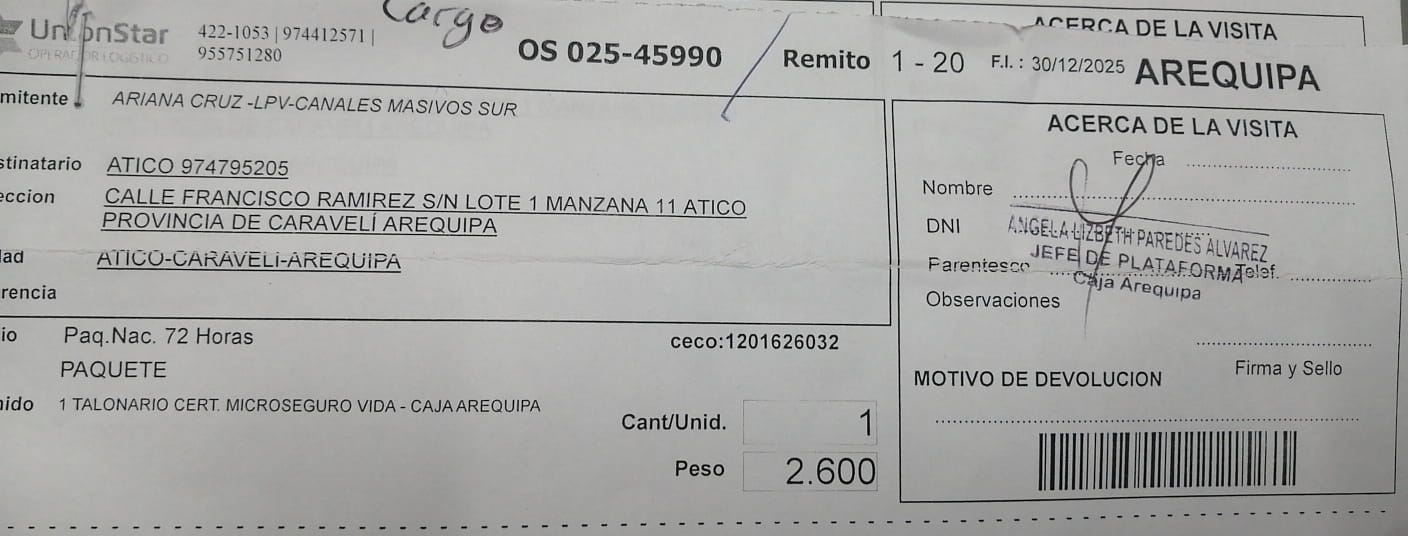 Cargo
UnionStar
OPERADOR LOGISTICO
422-1053 | 974412571 |
955751280
OS 025-45990
Remito 1 - 20
F.I. : 30/12/2025
AREQUIPA
ACERCA DE LA VISITA
mitente ARIANA CRUZ -LPV-CANALES MASIVOS SUR
stinatario ATICO 974795205
eccion CALLE FRANCISCO RAMIREZ S/N LOTE 1 MANZANA 11 ATICO
PROVINCIA DE CARAVELÍ AREQUIPA
dad ATICO-CARAVELI-AREQUIPA
rencia
io Paq.Nac. 72 Horas
ceco:1201626032
PAQUETE
nido 1 TALONARIO CERT. MICROSEGURO VIDA - CAJA AREQUIPA
Cant/Unid. 1
Peso 2.600
ACERCA DE LA VISITA
Fecha
Nombre
DNI
ANGELA LIZBETH PAREDES ALVAREZ
JEFE DE PLATAFORMA
Caja Arequipa
Parentesco
Telef.
Observaciones
Firma y Sello
MOTIVO DE DEVOLUCION